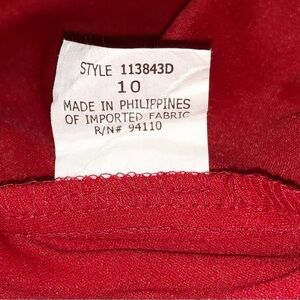 STYLE 113843D
10
MADE IN PHILIPPINES
OF IMPORTED FABRIC
R/N# 94110